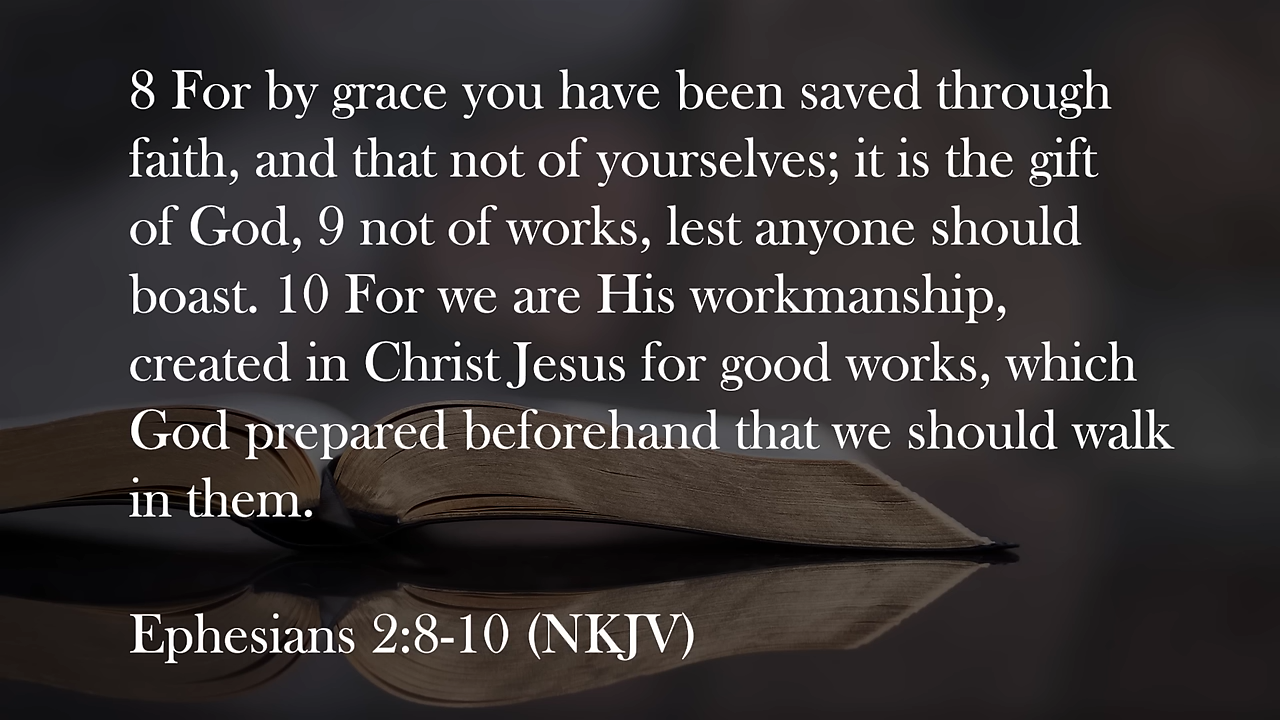 8 For by grace you have been saved through
faith, and that not of yourselves; it is the gift
of God, 9 not of works, lest anyone should
boast. 10 For we are His workmanship,
created in Christ Jesus for good works, which
God prepared beforehand that we should walk
in them.
Ephesians 2:8-10 (NKJV)